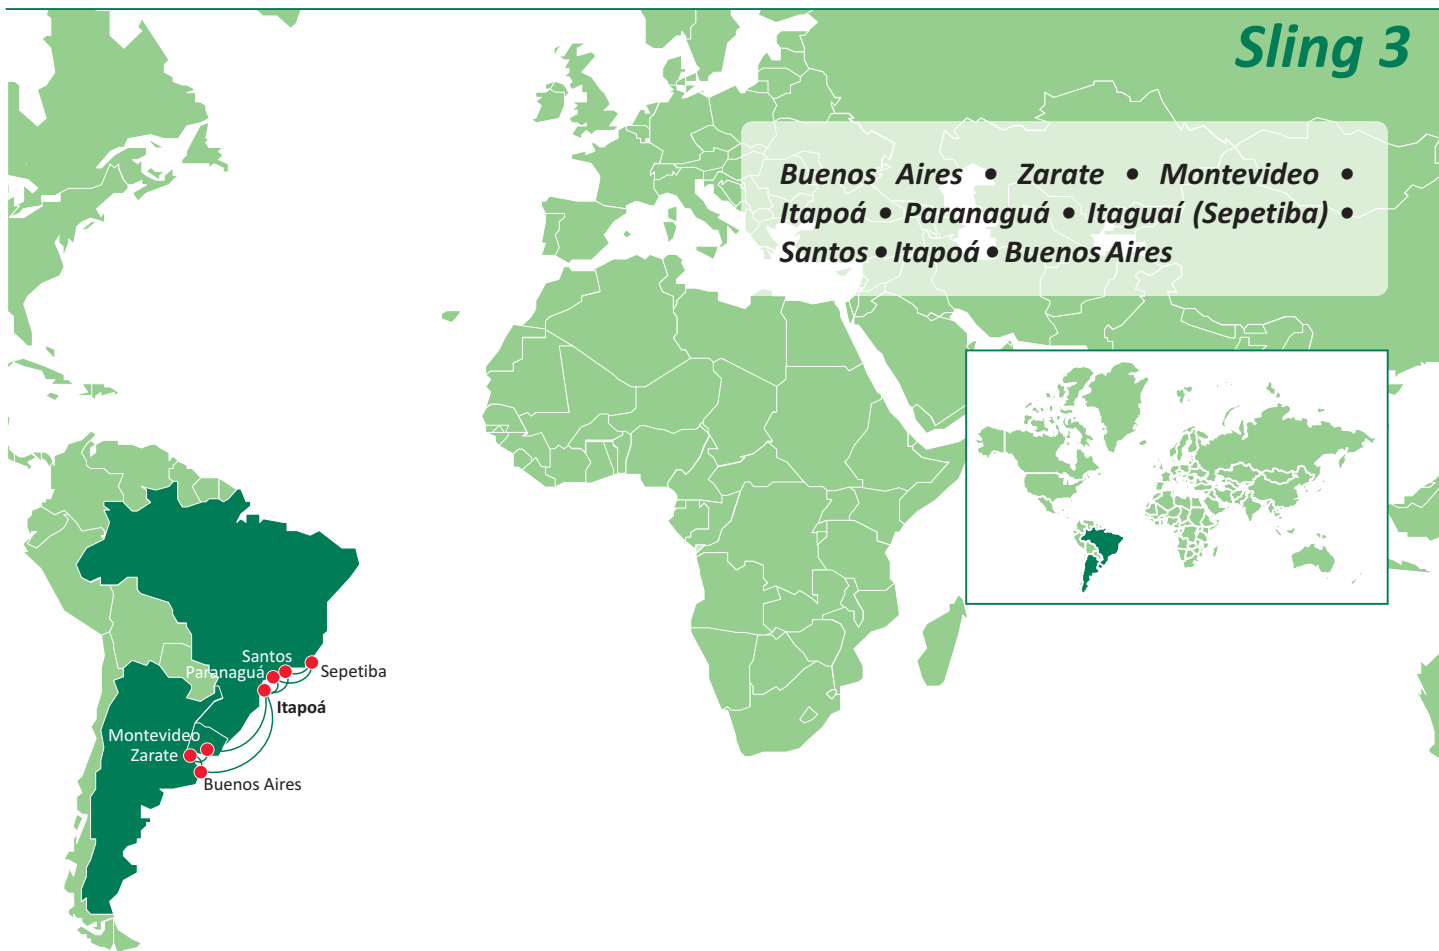 Sling 3
Buenos Aires • Zarate • Montevideo •
Itapoá • Paranaguá • Itaguaí (Sepetiba) •
Santos • Itapoá • Buenos Aires
Santos
Paranaguá
Sepetiba
Itapoá
Montevideo
Zarate
Buenos Aires